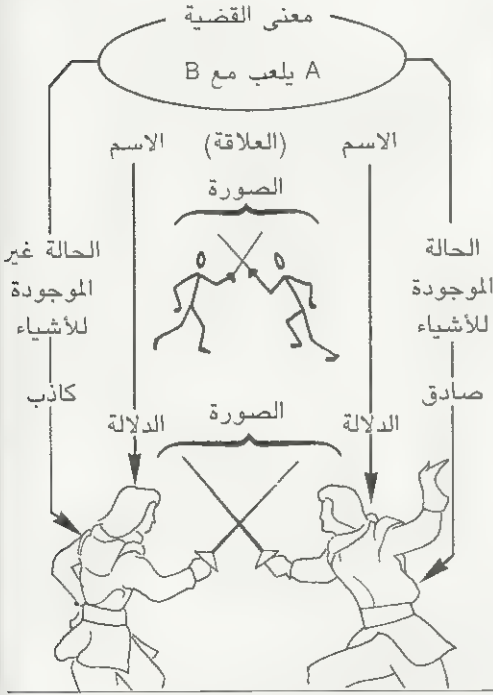 معنى القضية
A يلعب مع B
الاسم
(العلاقة)
الاسم
الصورة
الحالة
الموجودة
للأشياء
صادق
الحالة غير
الموجودة
للأشياء
كاذب
الدلالة
الصورة
الدلالة